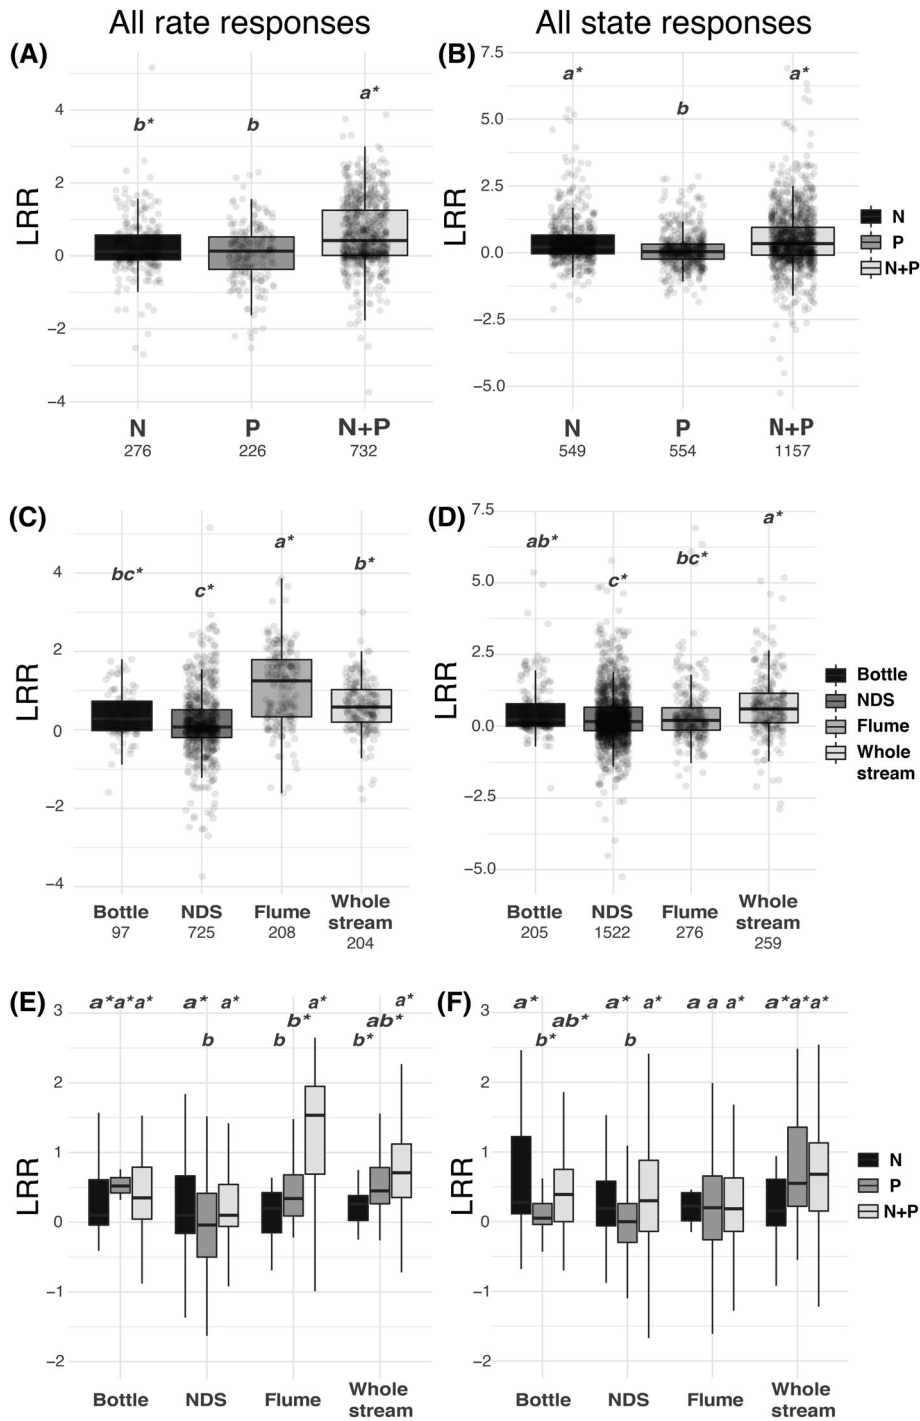 All rate responses
All state responses
(A)
(B)
4
2
0
−2
−4
LRR
b*
b
a*
N
P
N+P
276
226
732
7.5
5.0
2.5
0.0
−2.5
−5.0
LRR
a*
b
a*
N
P
N+P
549
554
1157
N
P
N+P
(C)
(D)
4
2
0
−2
−4
LRR
bc*
c*
a*
b*
Bottle
97
NDS
725
Flume
208
Whole
stream
204
7.5
5.0
2.5
0.0
−2.5
−5.0
LRR
ab*
c*
bc*
a*
Bottle
205
NDS
1522
Flume
276
Whole
stream
259
Bottle
NDS
Flume
Whole
stream
(E)
(F)
3
2
1
0
−1
−2
LRR
a* a* a*
a* b a*
b b* a*
b* ab* a*
Bottle
NDS
Flume
Whole
stream
3
2
1
0
−1
−2
LRR
a* b* ab*
a* b a*
a a a*
a* a* a*
Bottle
NDS
Flume
Whole
stream
N
P
N+P